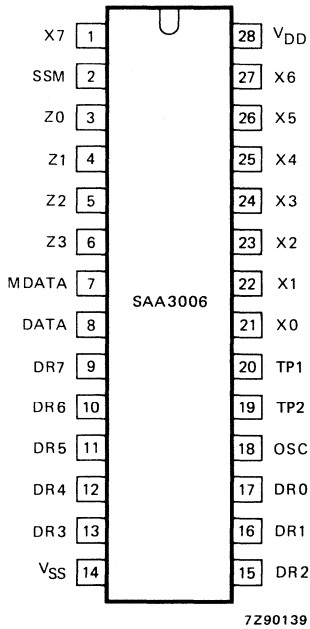 X7 1 28 VDD
SSM 2 27 X6
Z0 3 26 X5
Z1 4 25 X4
Z2 5 24 X3
Z3 6 23 X2
MDATA 7 22 X1
SAA3006
DATA 8 21 X0
DR7 9 20 TP1
DR6 10 19 TP2
DR5 11 18 OSC
DR4 12 17 DR0
DR3 13 16 DR1
VSS 14 15 DR2
7Z90139